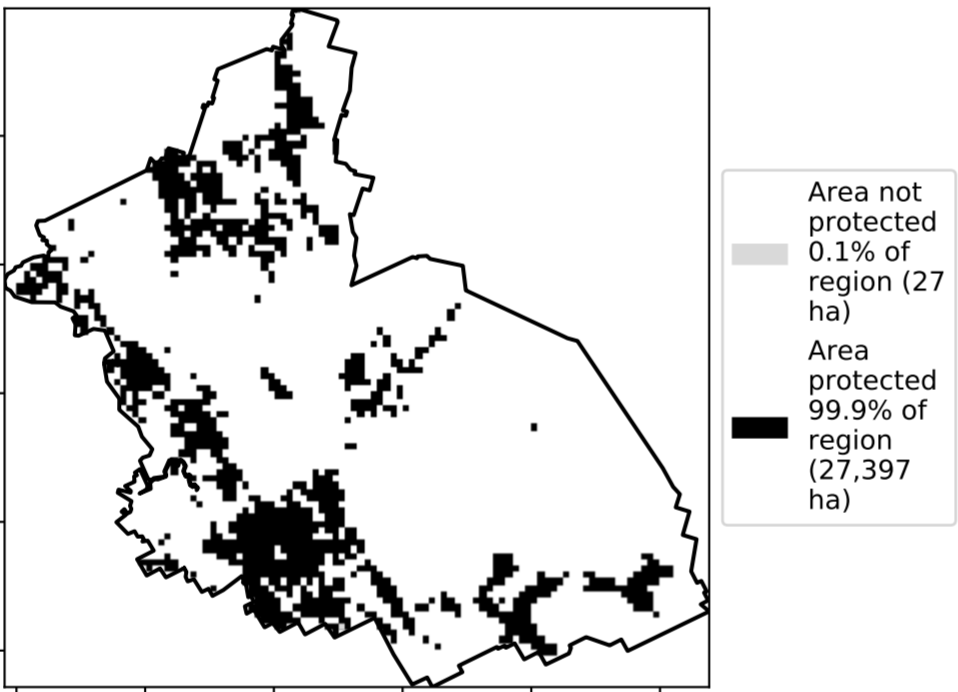 Area not
protected
0.1% of
region (27
ha)
Area
protected
99.9% of
region
(27,397
ha)